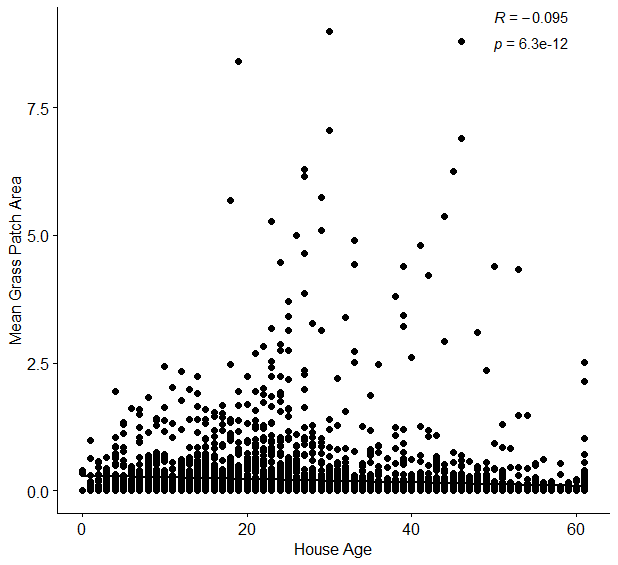 R = −0.095
p = 6.3e-12
7.5
5.0
2.5
0.0
Mean Grass Patch Area
0 20 40 60
House Age